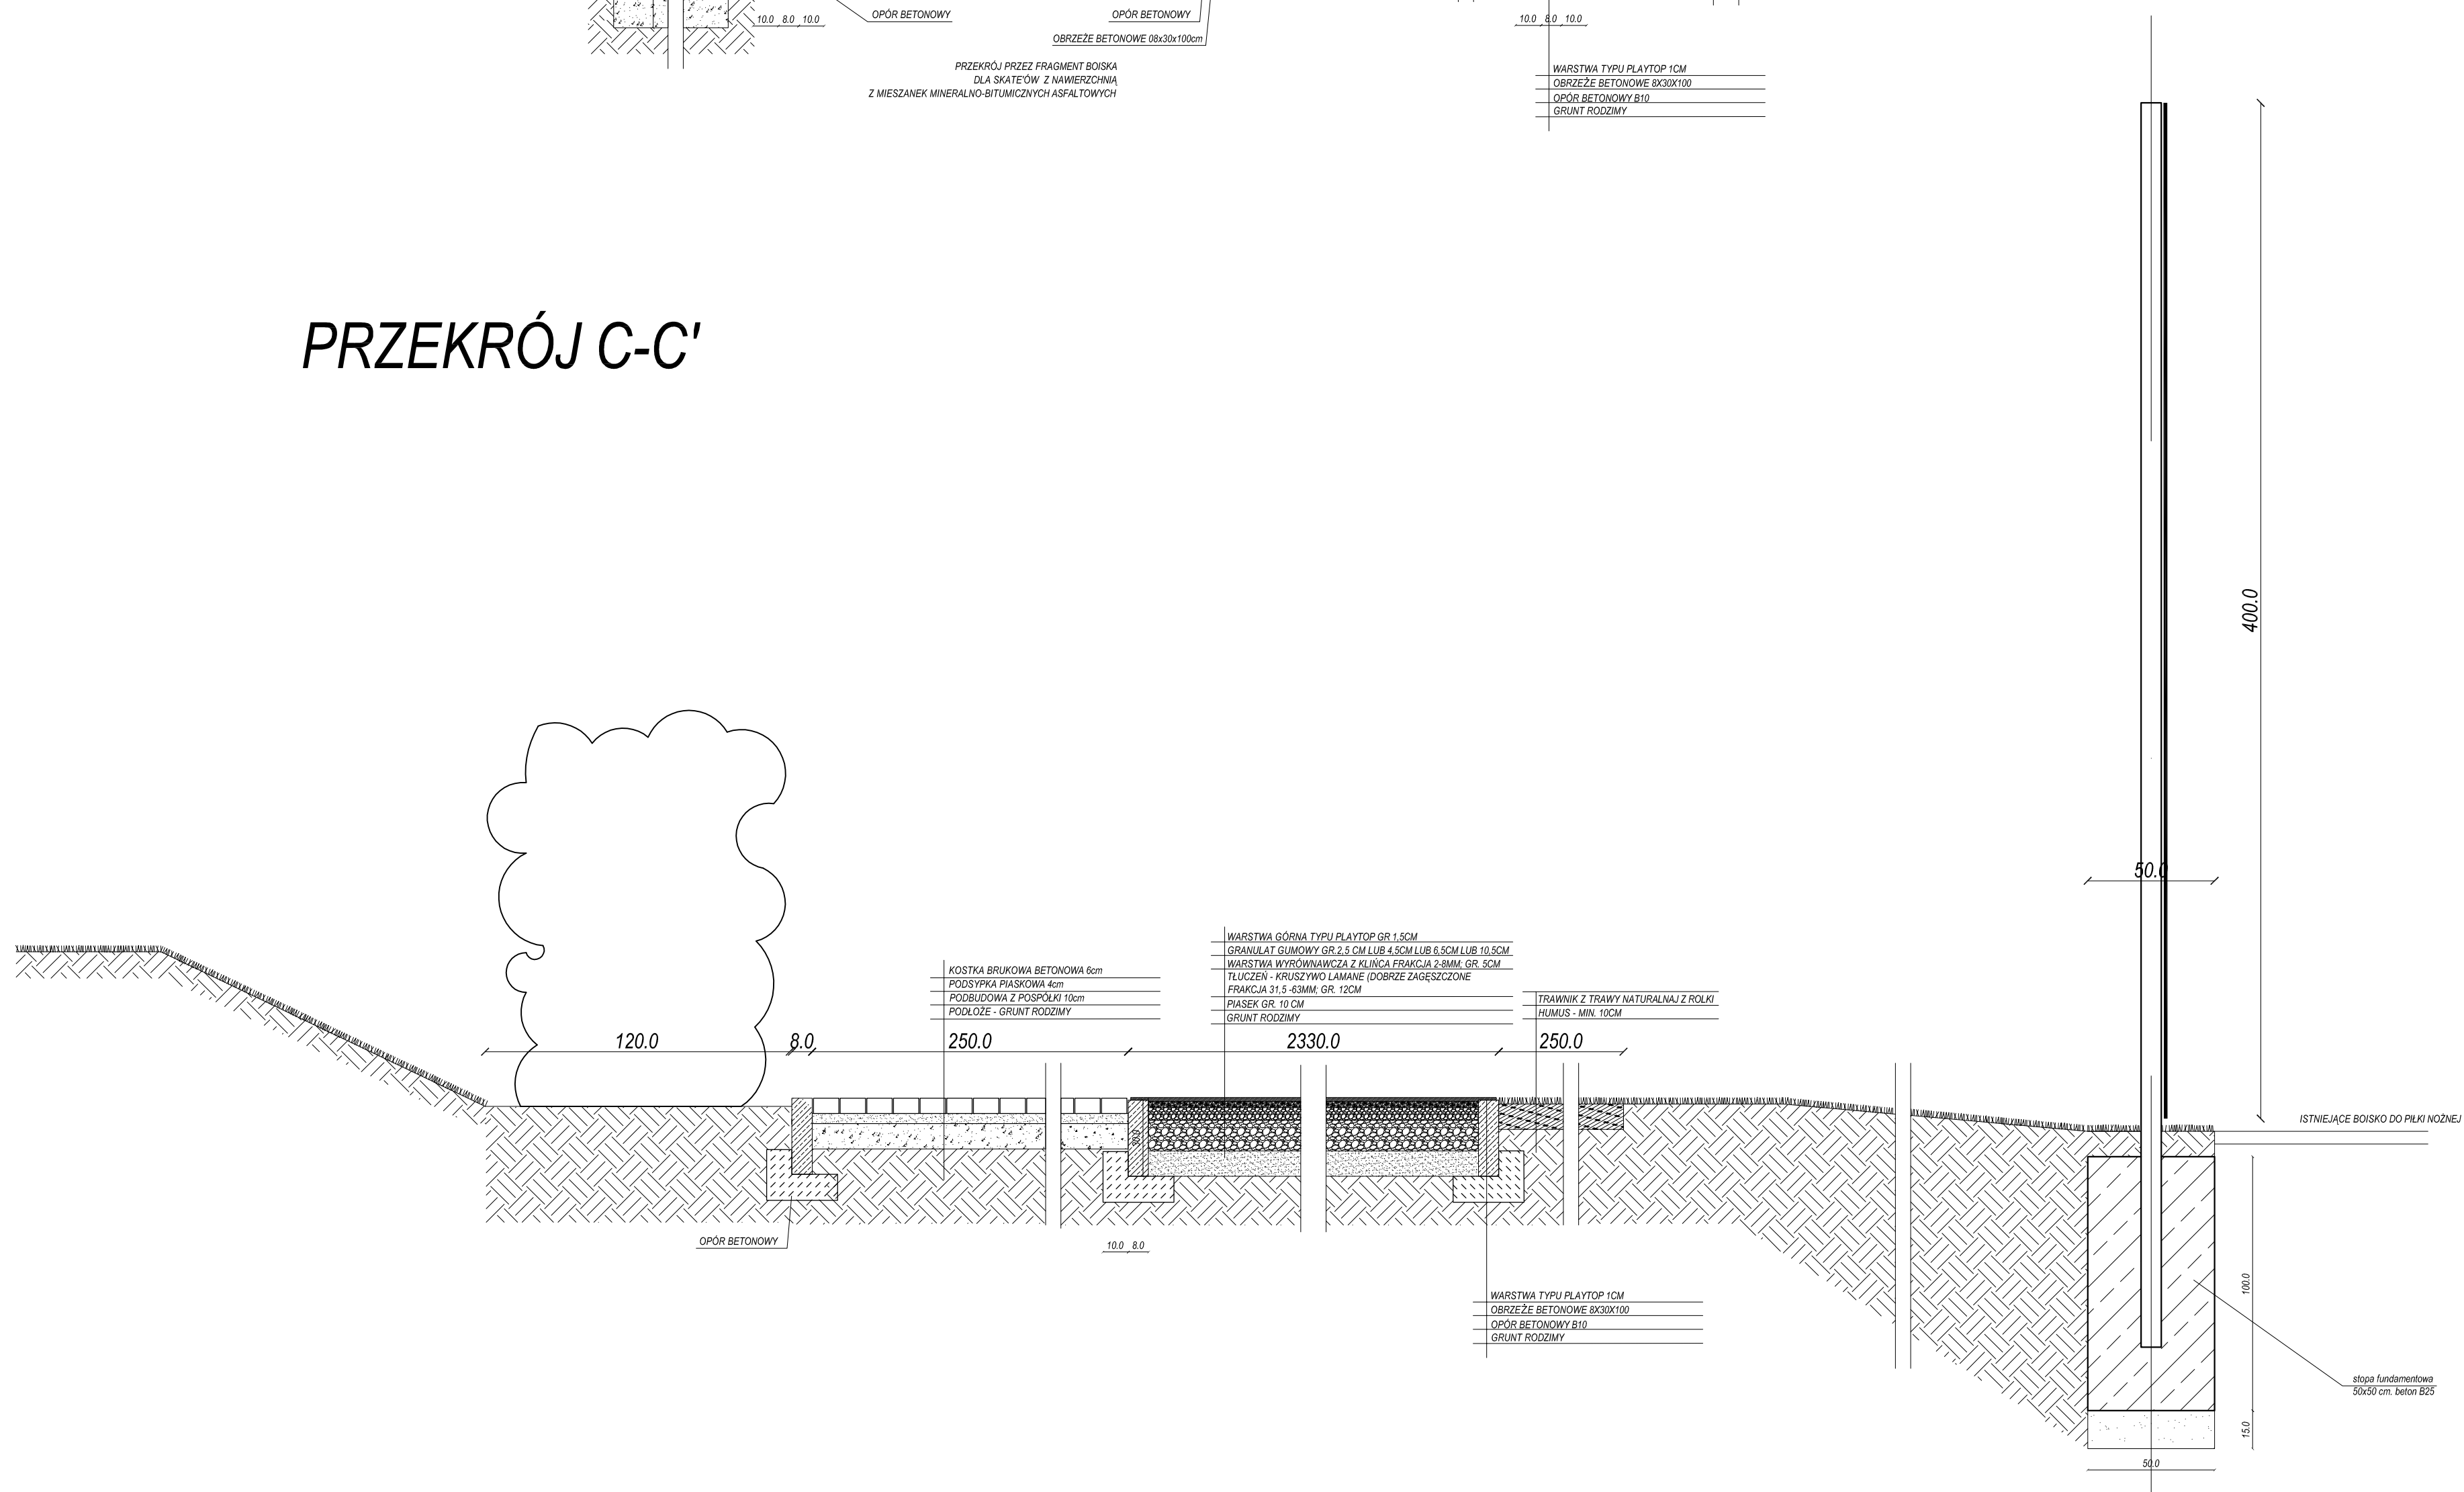 10.0 8.0 10.0
OPÓR BETONOWY
OPÓR BETONOWY
OBRZEŻE BETONOWE 08x30x100cm
10.0 8.0 10.0
PRZEKRÓJ PRZEZ FRAGMENT BOISKA
DLA SKATE'ÓW Z NAWIERZCHNIĄ
Z MIESZANEK MINERALNO-BITUMICZNYCH ASFALTOWYCH
WARSTWA TYPU PLAYTOP 1CM
OBRZEŻE BETONOWE 8X30X100
OPÓR BETONOWY B10
GRUNT RODZIMY
PRZEKRÓJ C-C'
400.0
50.0
KOSTKA BRUKOWA BETONOWA 6cm
PODSYPKA PIASKOWA 4cm
PODBUDOWA Z POSPÓŁKI 10cm
PODŁOŻE - GRUNT RODZIMY
WARSTWA GÓRNA TYPU PLAYTOP GR 1,5CM
GRANULAT GUMOWY GR.2,5 CM LUB 4,5CM LUB 6,5CM LUB 10,5CM
WARSTWA WYRÓWNAWCZA Z KLIŃCA FRAKCJA 2-8MM; GR. 5CM
TŁUCZEŃ - KRUSZYWO LAMANE (DOBRZE ZAGĘSZCZONE
FRAKCJA 31,5 -63MM; GR. 12CM
PIASEK GR. 10 CM
GRUNT RODZIMY
TRAWNIK Z TRAWY NATURALNAJ Z ROLKI
HUMUS - MIN. 10CM
120.0 8.0 250.0 2330.0 250.0
30.0
ISTNIEJĄCE BOISKO DO PIŁKI NOŻNEJ
OPÓR BETONOWY
10.0 8.0
WARSTWA TYPU PLAYTOP 1CM
OBRZEŻE BETONOWE 8X30X100
OPÓR BETONOWY B10
GRUNT RODZIMY
100.0
stopa fundamentowa
50x50 cm. beton B25
15.0
50.0